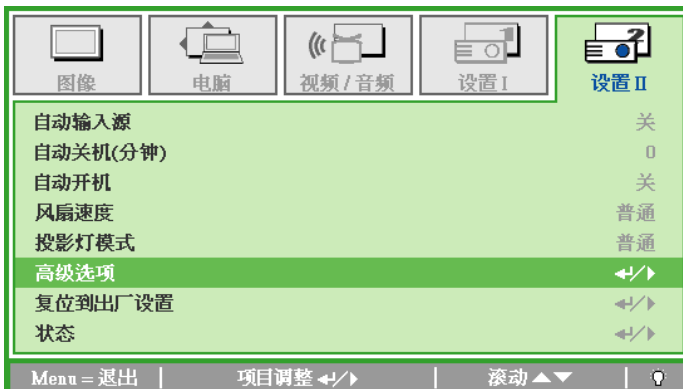 图像 电脑 视频 / 音频 设置 I 设置 II
自动输入源 关
自动关机(分钟) 0
自动开机 关
风扇速度 普通
投影灯模式 普通
高级选项
复位到出厂设置
状态
Menu = 退出 | 项目调整 | 滚动